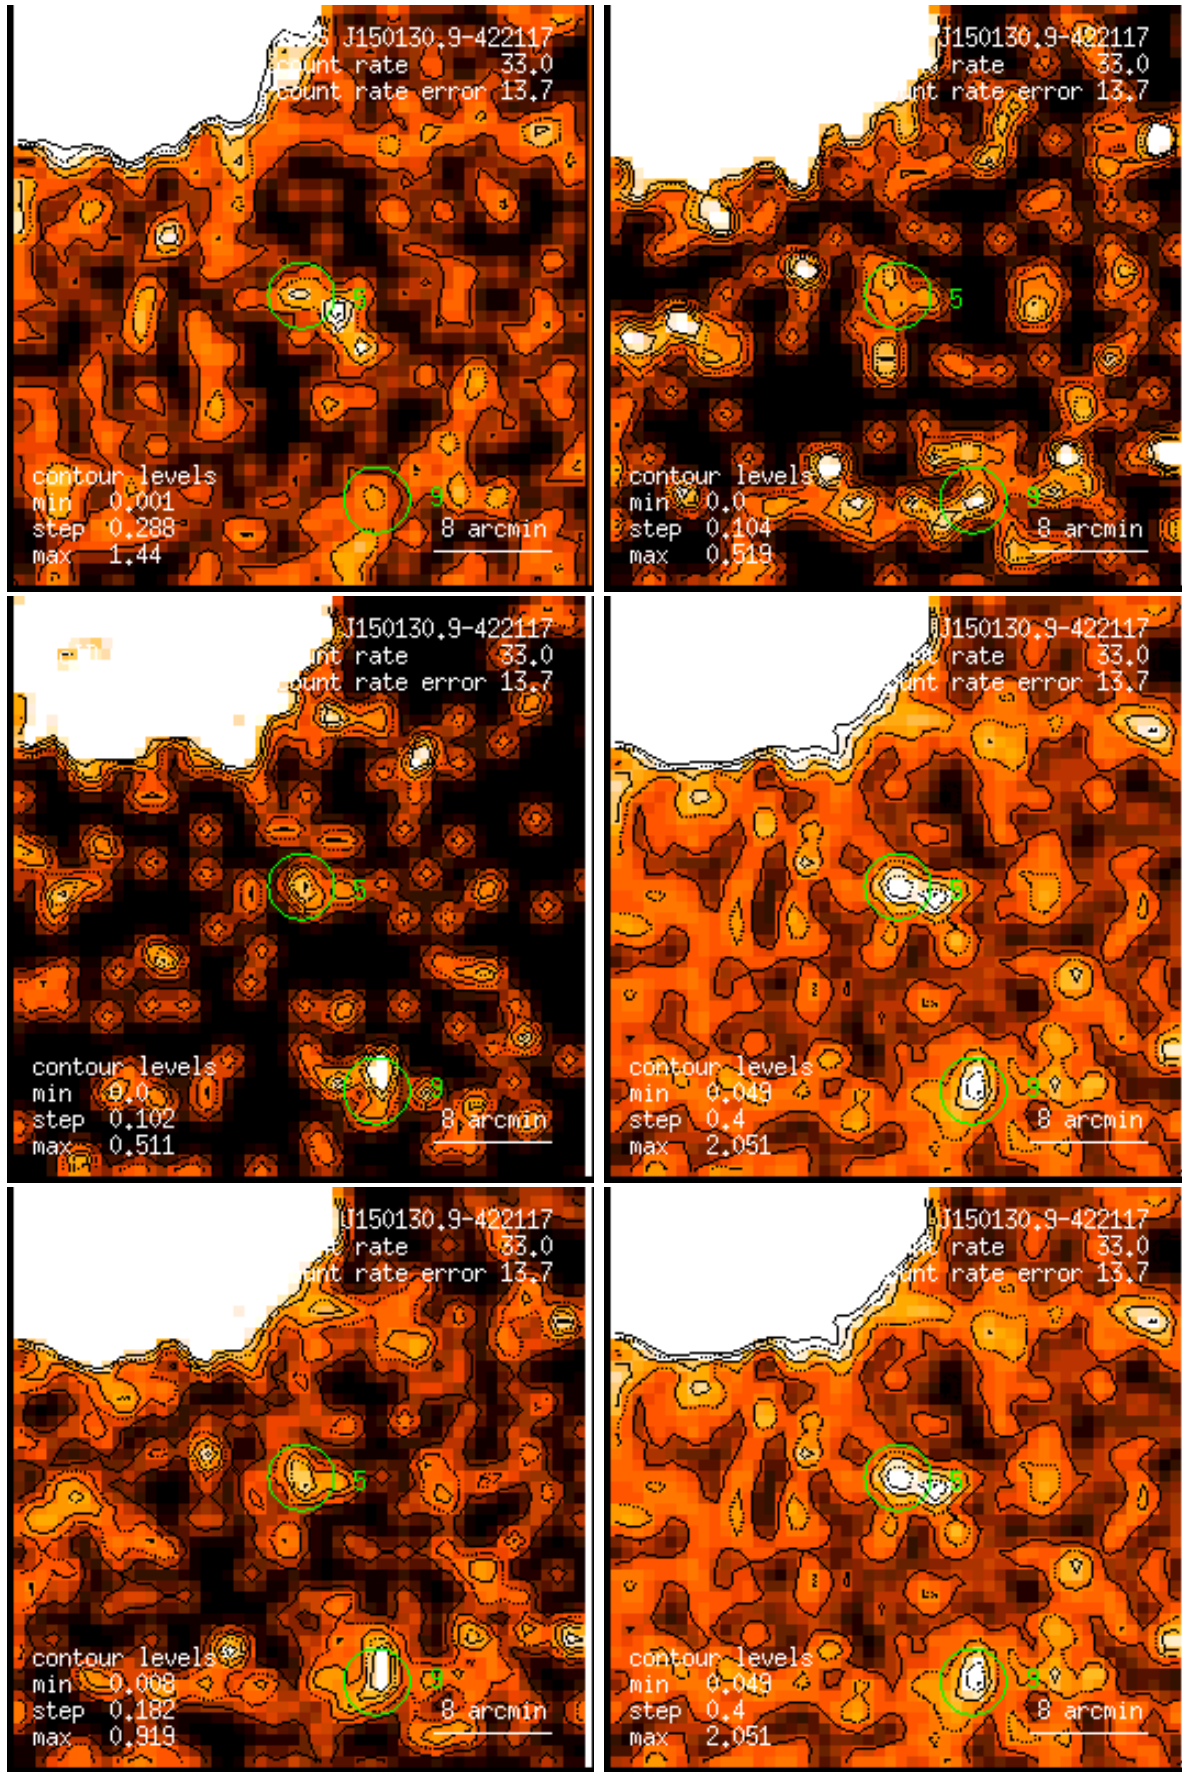 J150130.9-422117
count rate 33.0
count rate error 13.7
5
9
contour levels
min 0.001
step 0.288
max 1.44
8 arcmin
J150130.9-422117
rate 33.0
rate error 13.7
5
9
contour levels
min 0.0
step 0.104
max 0.519
8 arcmin
J150130.9-422117
rate 33.0
rate error 13.7
5
9
contour levels
min 0.0
step 0.102
max 0.511
8 arcmin
J150130.9-422117
rate 33.0
rate error 13.7
5
9
contour levels
min 0.049
step 0.4
max 2.051
8 arcmin
J150130.9-422117
rate 33.0
rate error 13.7
5
9
contour levels
min 0.008
step 0.182
max 0.919
8 arcmin
J150130.9-422117
rate 33.0
rate error 13.7
5
9
contour levels
min 0.049
step 0.4
max 2.051
8 arcmin